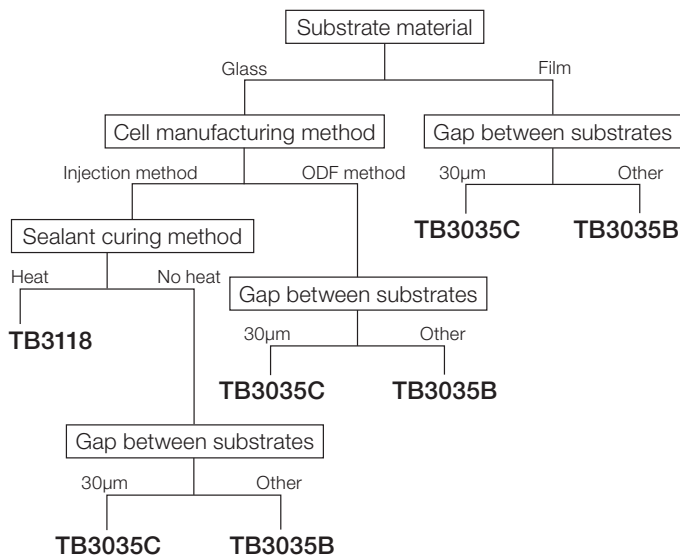 Substrate material
Glass
Film
Cell manufacturing method
Gap between substrates
Injection method
ODF method
30µm
Other
TB3035C
TB3035B
Sealant curing method
Heat
No heat
Gap between substrates
TB3118
30µm
Other
TB3035C
TB3035B
Gap between substrates
30µm
Other
TB3035C
TB3035B